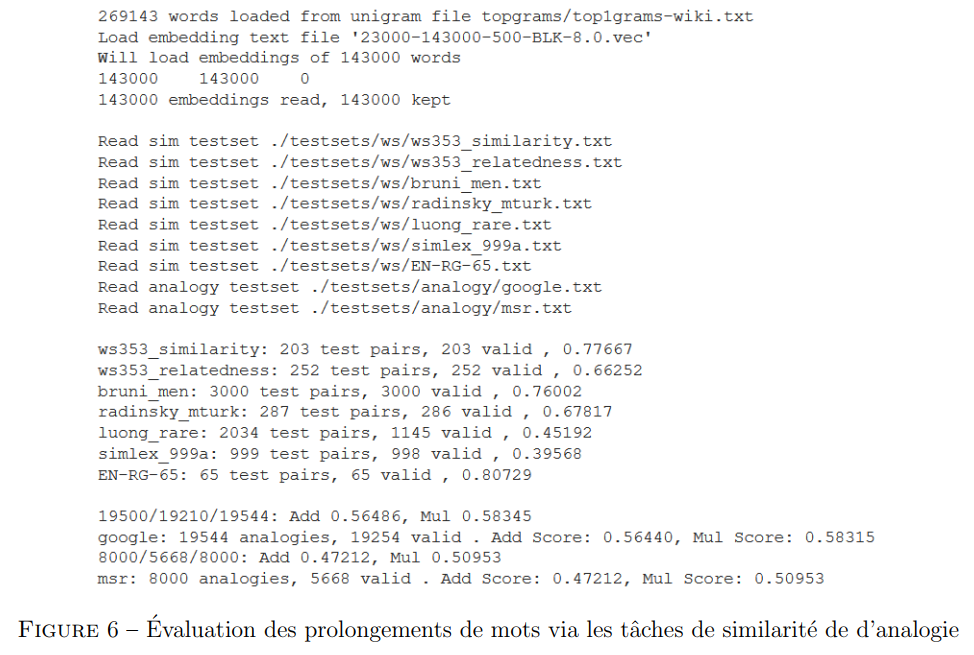 269143 words loaded from unigram file topgrams/top1grams-wiki.txt
Load embedding text file '23000-143000-500-BLK-8.0.vec'
Will load embeddings of 143000 words
143000    143000    0
143000 embeddings read, 143000 kept
Read sim testset ./testsets/ws/ws353_similarity.txt
Read sim testset ./testsets/ws/ws353_relatedness.txt
Read sim testset ./testsets/ws/bruni_men.txt
Read sim testset ./testsets/ws/radinsky_mturk.txt
Read sim testset ./testsets/ws/luong_rare.txt
Read sim testset ./testsets/ws/simlex_999a.txt
Read sim testset ./testsets/ws/EN-RG-65.txt
Read analogy testset ./testsets/analogy/google.txt
Read analogy testset ./testsets/analogy/msr.txt
ws353_similarity: 203 test pairs, 203 valid , 0.77667
ws353_relatedness: 252 test pairs, 252 valid , 0.66252
bruni_men: 3000 test pairs, 3000 valid , 0.76002
radinsky_mturk: 287 test pairs, 286 valid , 0.67817
luong_rare: 2034 test pairs, 1145 valid , 0.45192
simlex_999a: 999 test pairs, 998 valid , 0.39568
EN-RG-65: 65 test pairs, 65 valid , 0.80729
19500/19210/19544: Add 0.56486, Mul 0.58345
google: 19544 analogies, 19254 valid . Add Score: 0.56440, Mul Score: 0.58315
8000/5668/8000: Add 0.47212, Mul 0.50953
msr: 8000 analogies, 5668 valid . Add Score: 0.47212, Mul Score: 0.50953
FIGURE 6 – Évaluation des prolongements de mots via les tâches de similarité de d'analogie